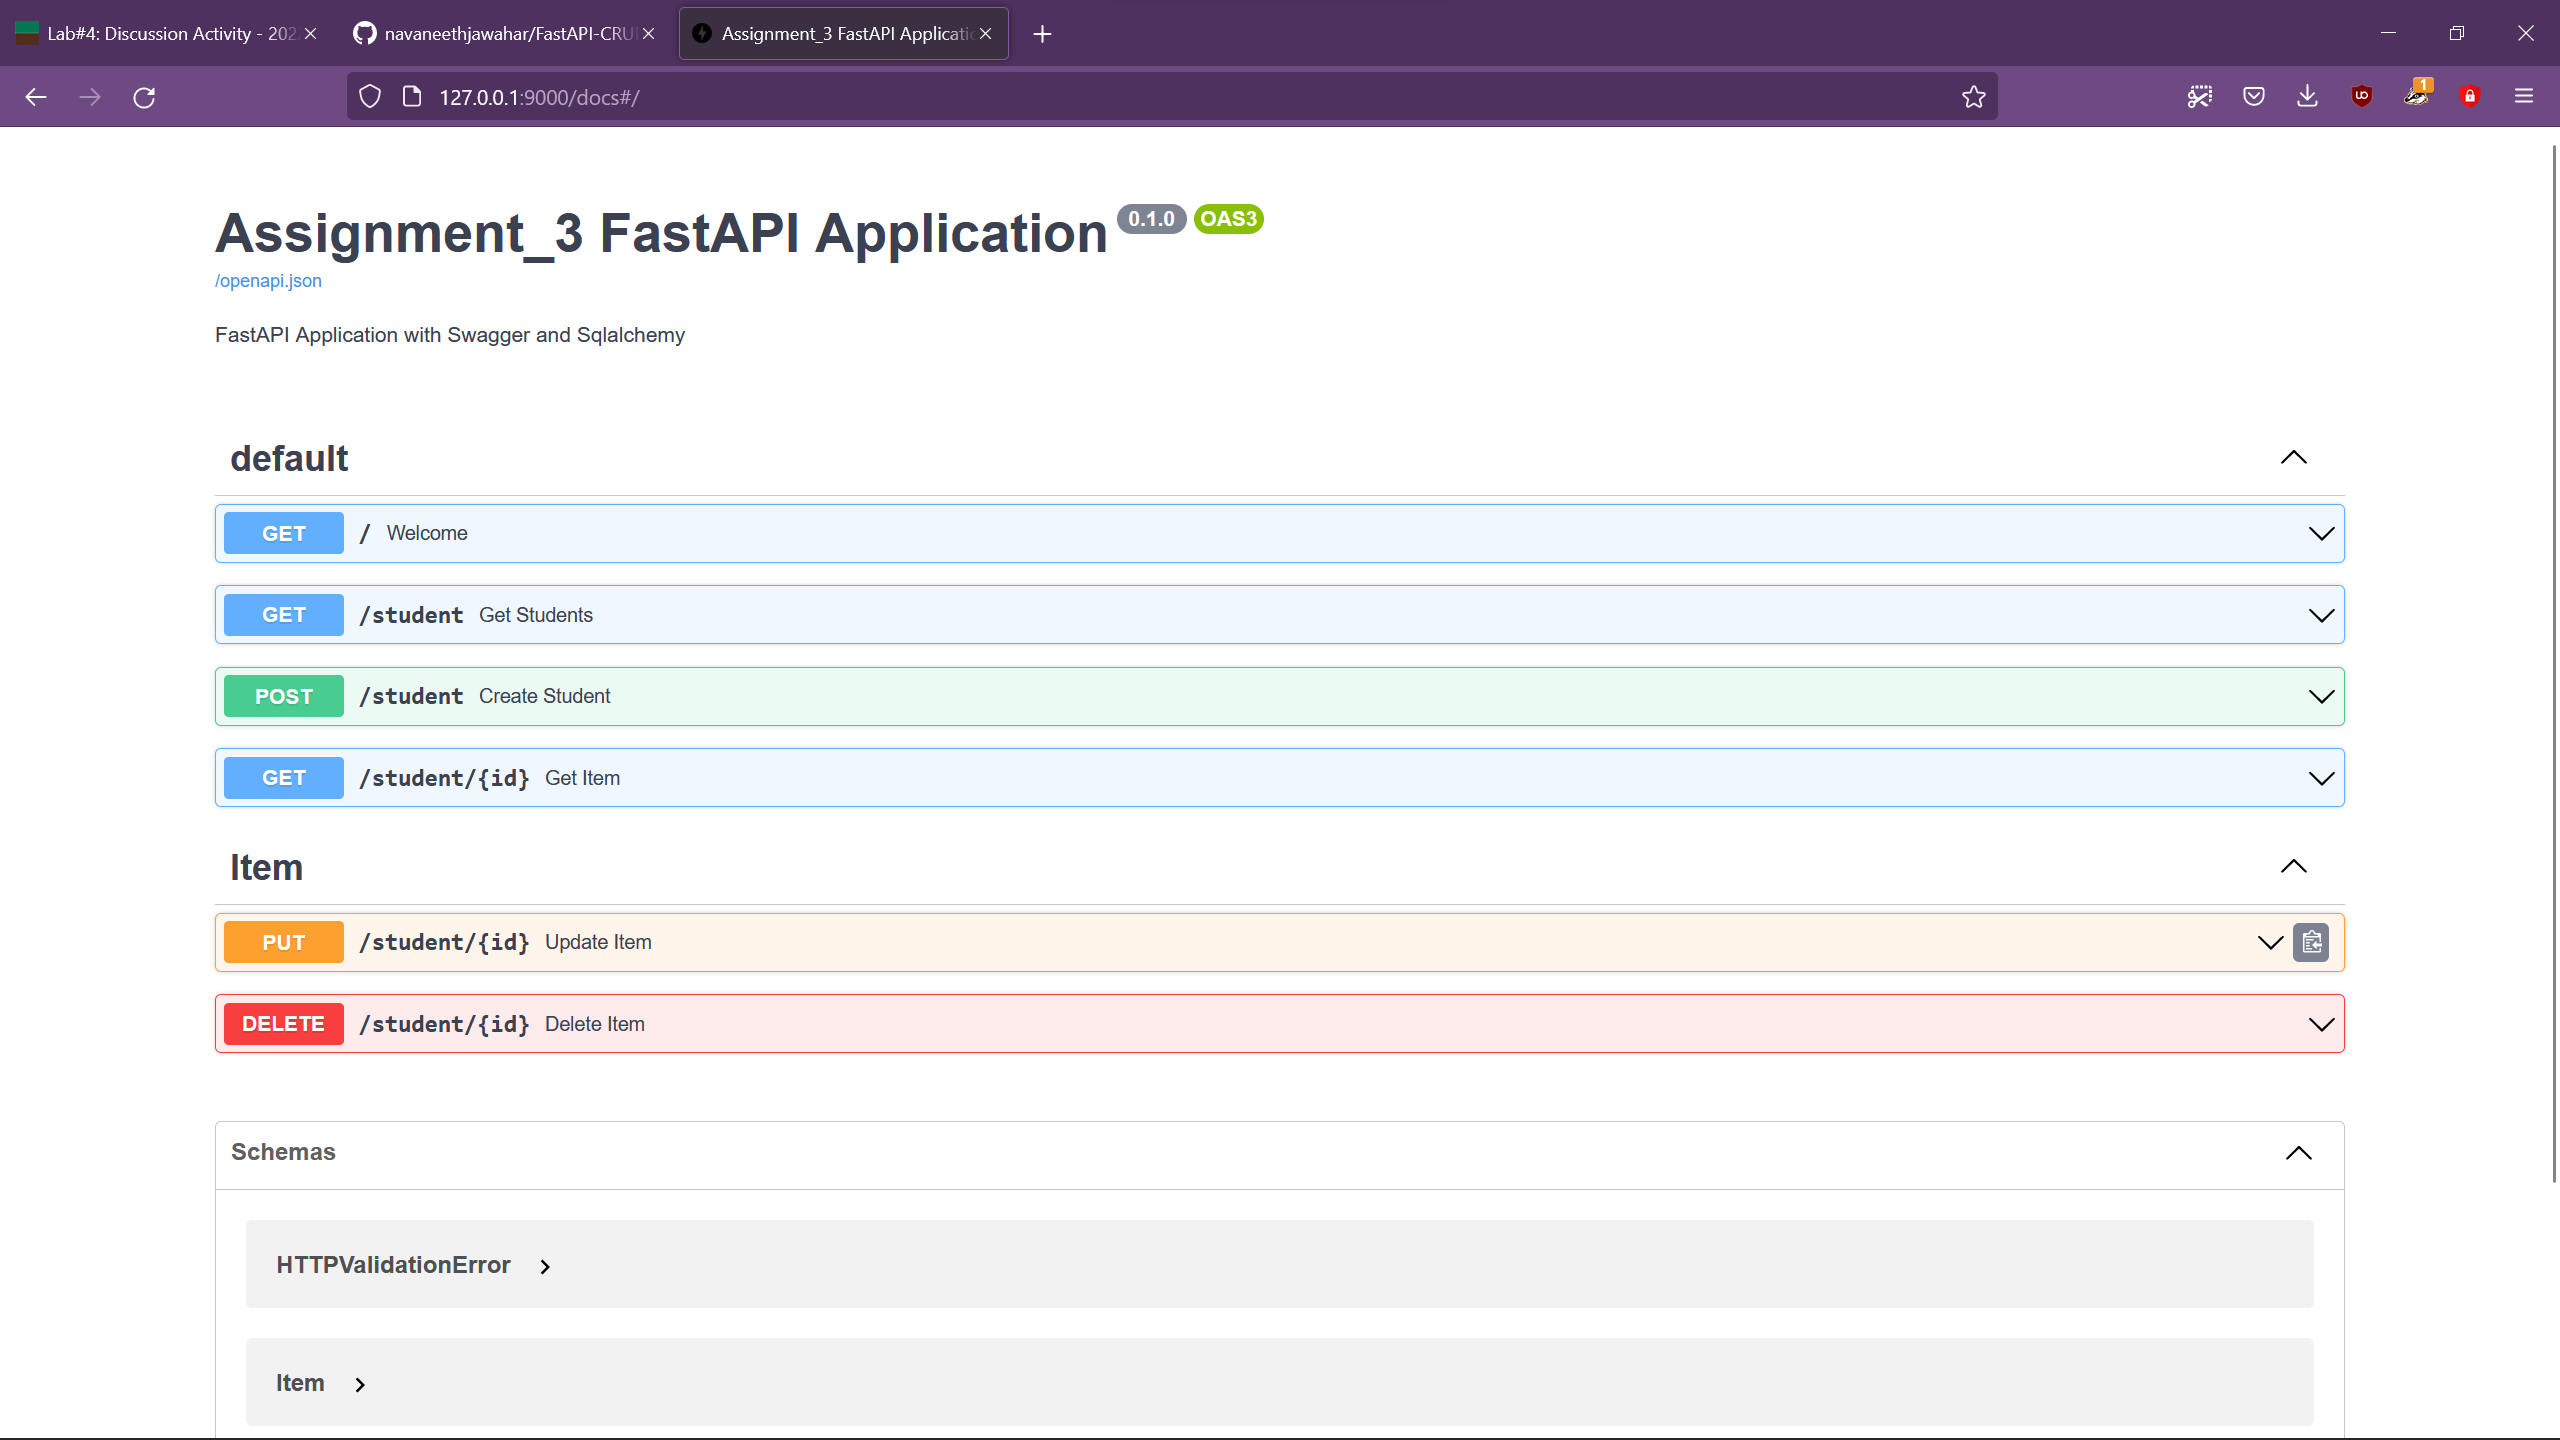 Lab#4: Discussion Activity - 202
navaneethjawahar/FastAPI-CRU
Assignment_3 FastAPI Applicatio
127.0.0.1:9000/docs#/
1
Assignment_3 FastAPI Application 0.1.0 OAS3
/openapi.json
FastAPI Application with Swagger and Sqlalchemy
default
GET / Welcome
GET /student Get Students
POST /student Create Student
GET /student/{id} Get Item
Item
PUT /student/{id} Update Item
DELETE /student/{id} Delete Item
Schemas
HTTPValidationError
Item